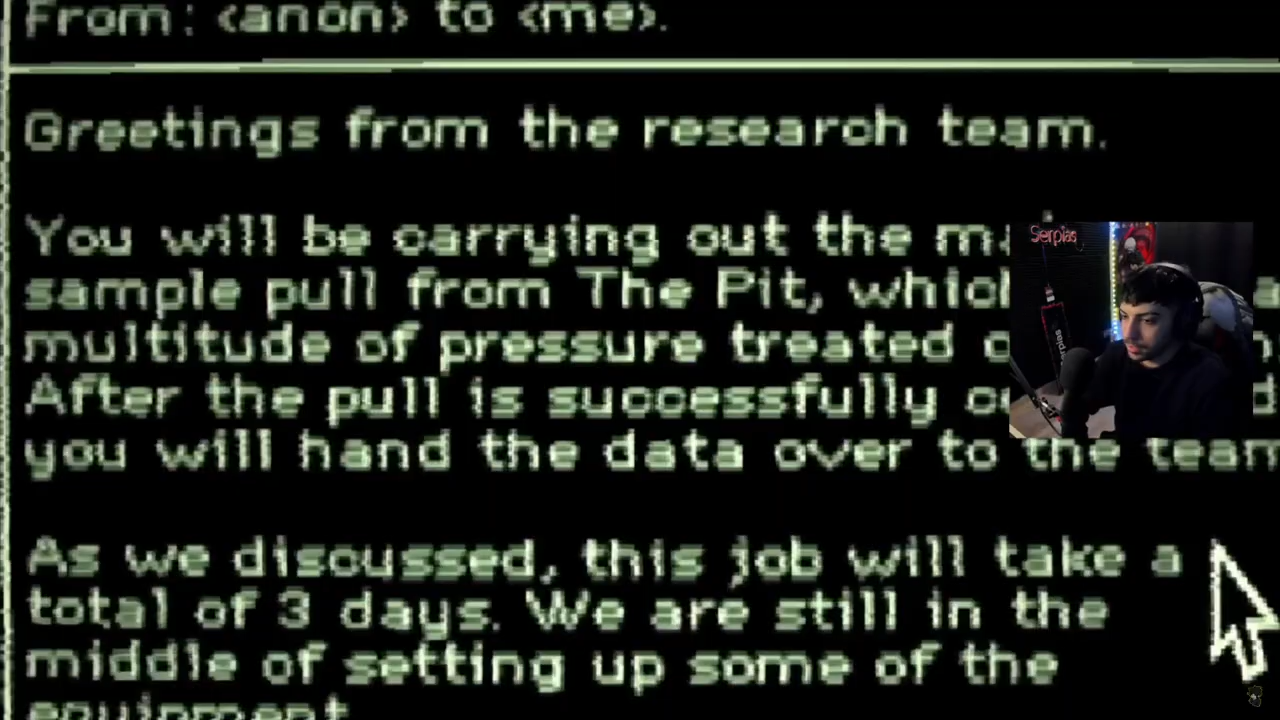 From: <anon> to <me>.
Greetings from the research team.
You will be carrying out the
Serplas
sample pull from The Pit,
multitude of pressure treated
Serplas
After the pull is successfully
you will hand the data over to the team
As we discussed, this job will take a
total of 3 days. We are still in the
middle of setting up some of the
equipment